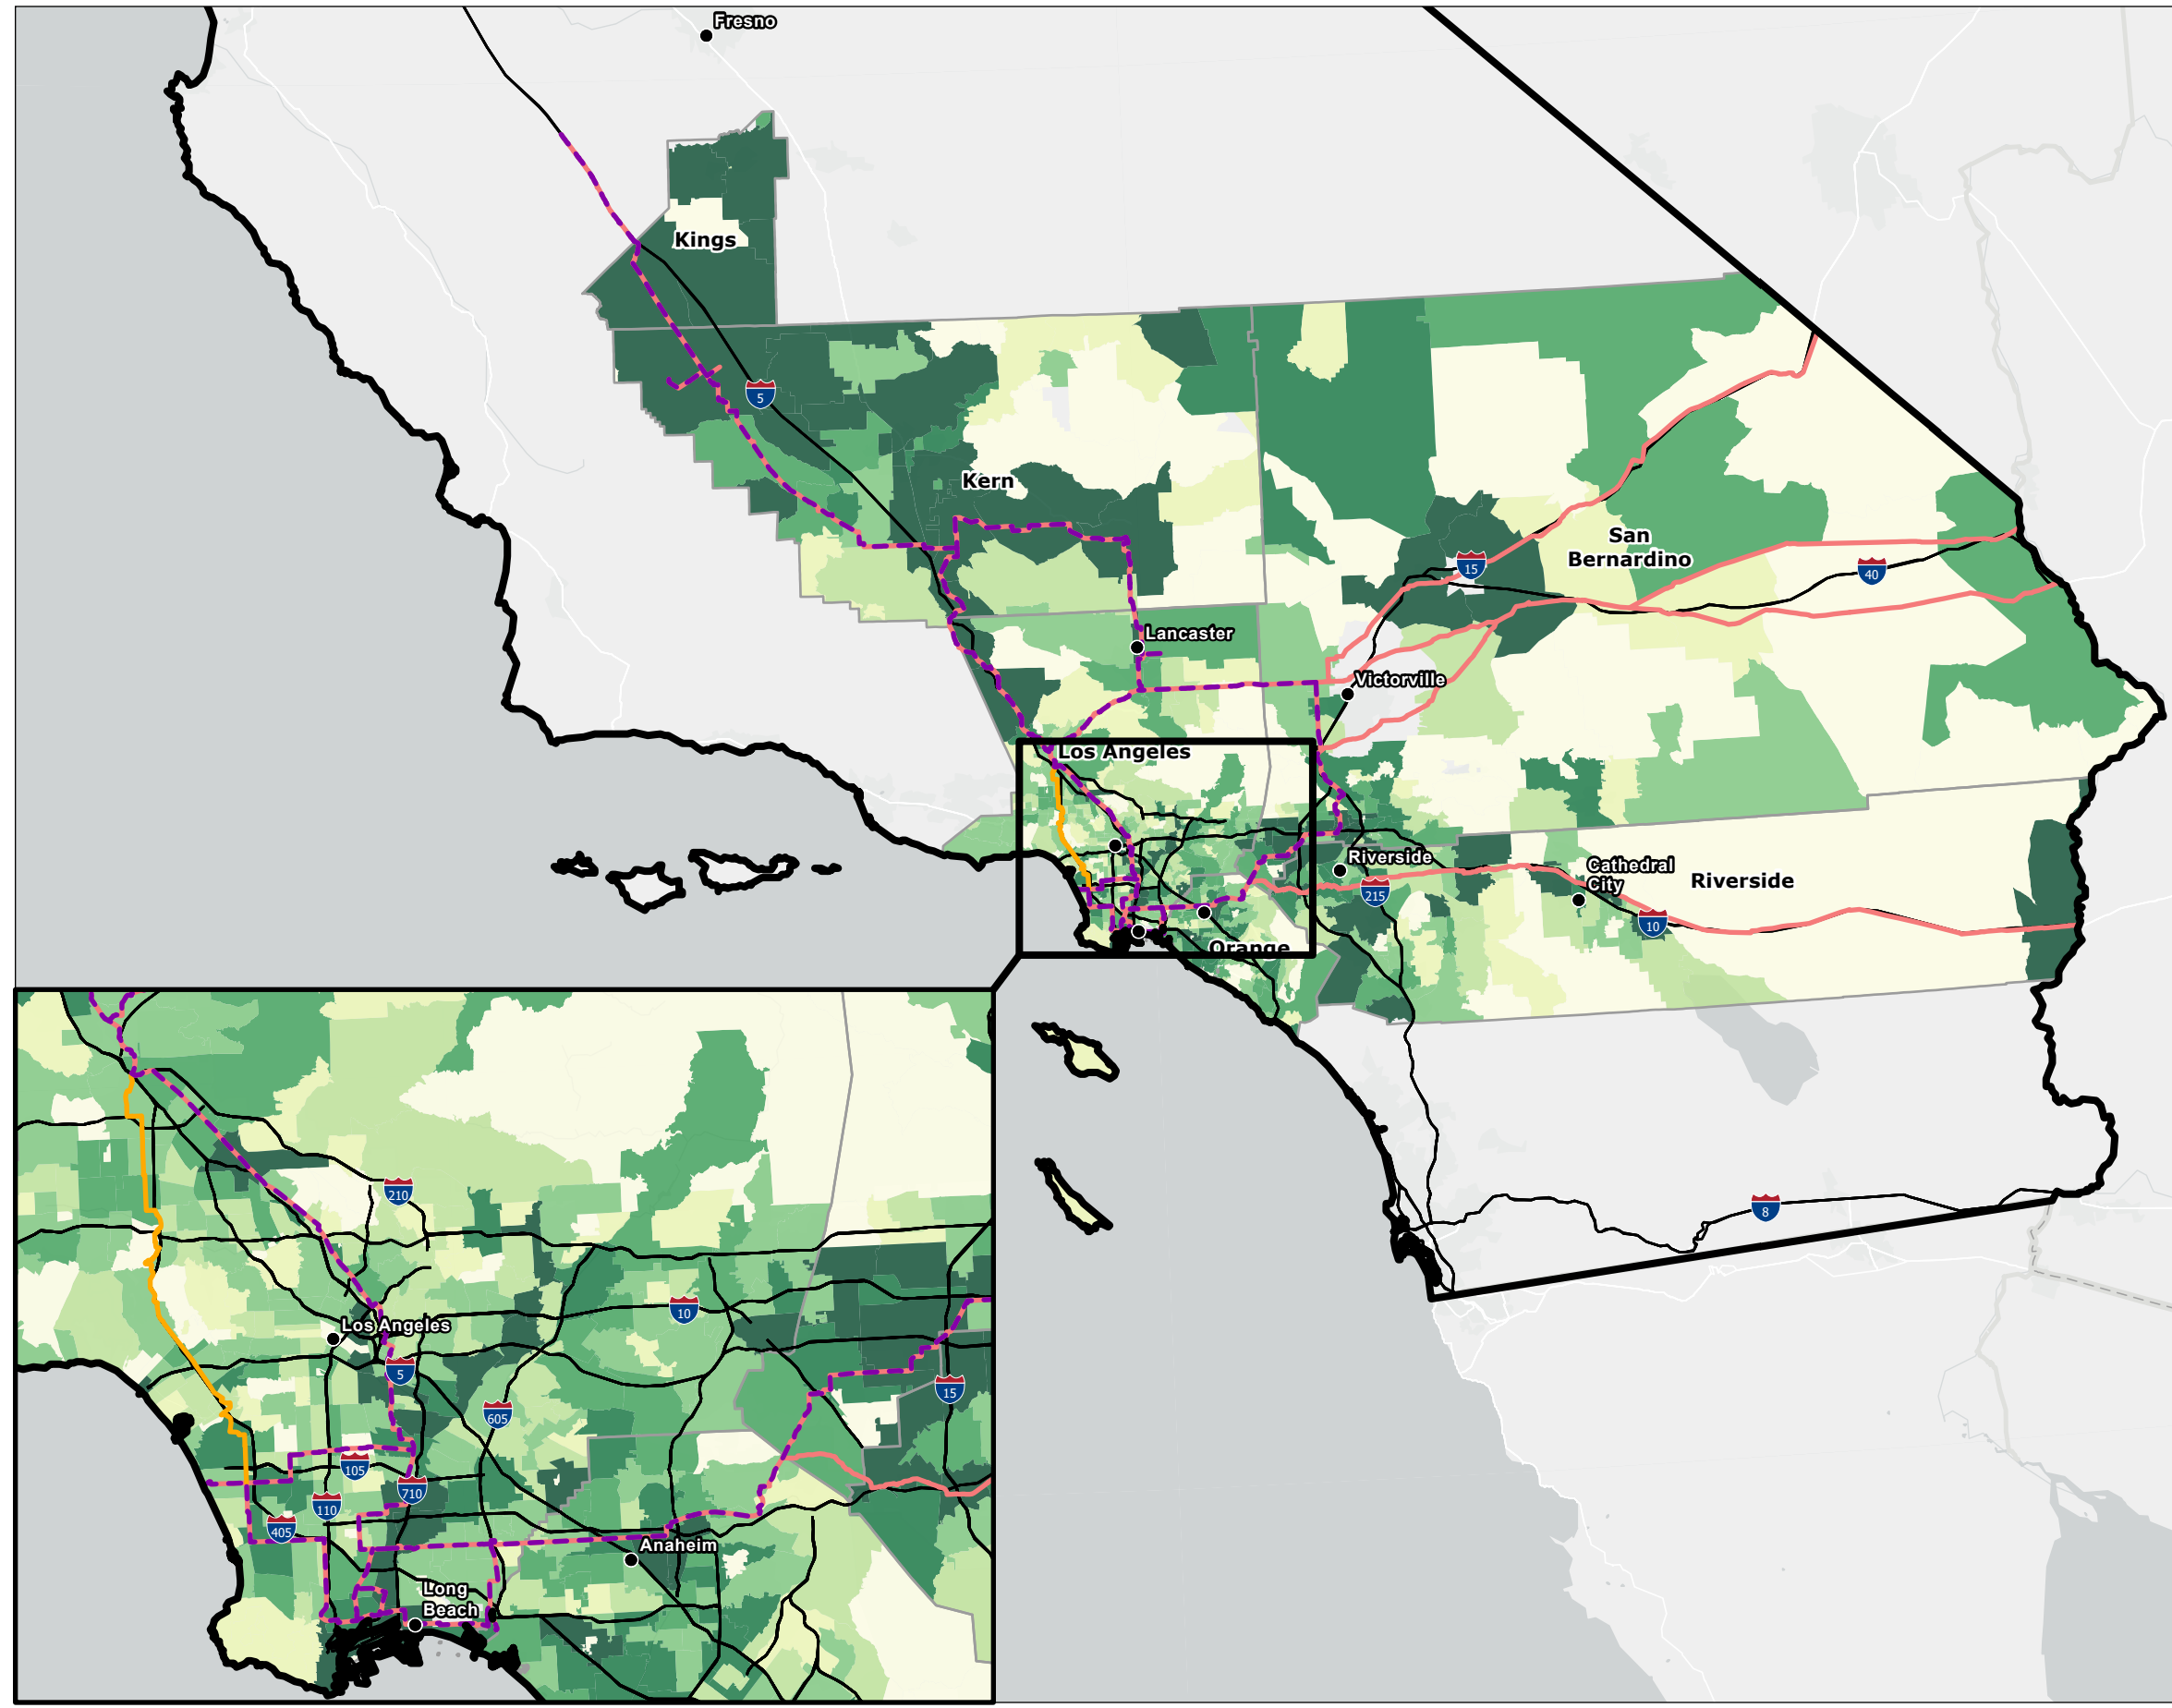 Fresno
Kings
5
Kern
San
Bernardino
15
40
Lancaster
Victorville
Los Angeles
Riverside
Cathedral
City
Riverside
215
10
Orange
8
210
10
Los Angeles
5
15
605
105
710
110
405
Anaheim
Long
Beach